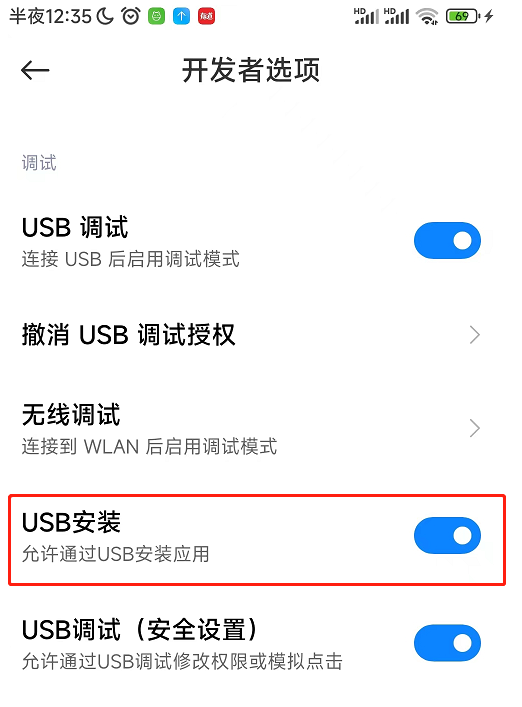 半夜12:35
HD HD 69
开发者选项
调试
USB 调试
连接 USB 后启用调试模式
撤消 USB 调试授权
无线调试
连接到 WLAN 后启用调试模式
USB安装
允许通过USB安装应用
USB调试（安全设置）
允许通过USB调试修改权限或模拟点击